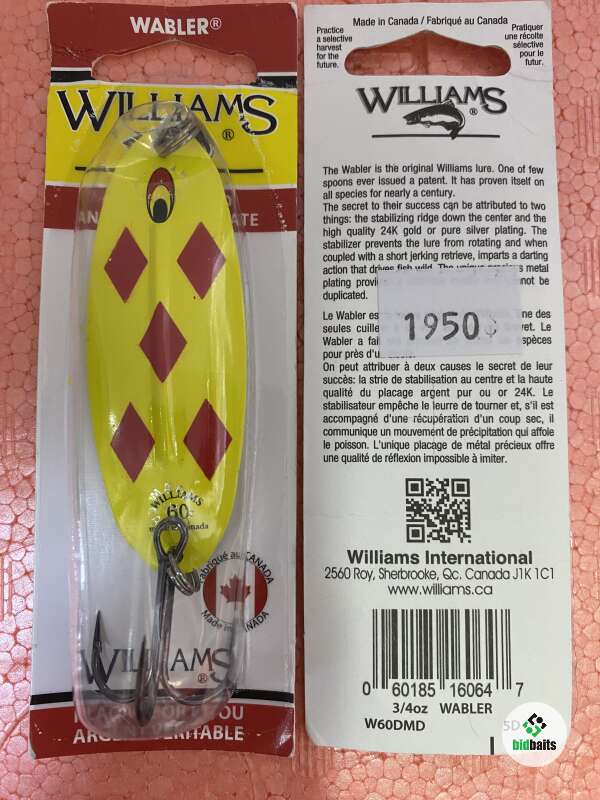 WABLER®
WILLIAMS®
AN
ATE
WILLIAMS
60
Fabriqué au CANADA
Made in CANADA
WILLIAMS
OU
ITABLE
Made in Canada / Fabriqué au Canada
Practice
a selective
harvest
for the
future.
Pratiquer
une récolte
sélective
pour le
futur.
WILLIAMS®
The Wabler is the original Williams lure. One of few
spoons ever issued a patent. It has proven itself on
all species for nearly a century.
The secret to their success can be attributed to two
things: the stabilizing ridge down the center and the
high quality 24K gold or pure silver plating. The
stabilizer prevents the lure from rotating and when
coupled with a short jerking retrieve, imparts a darting
action that drives fish wild. The unique precious metal
plating provi not be
duplicated.
Le Wabler es ne des
seules cuille vet. Le
Wabler a fai spèces
pour près d'u
1950$
On peut attribuer à deux causes le secret de leur
succès: la strie de stabilisation au centre et la haute
qualité du placage argent pur ou or 24K. Le
stabilisateur empêche le leurre de tourner et, s'il est
accompagné d'une récupération d'un coup sec, il
communique un mouvement de précipitation qui affole
le poisson. L'unique placage de métal précieux offre
une qualité de réflexion impossible à imiter.
Williams International
2560 Roy, Sherbrooke, Qc. Canada J1K 1C1
www.williams.ca
0 60185 16064 7
3/4oz WABLER
W60DMD
5D
bidbaits